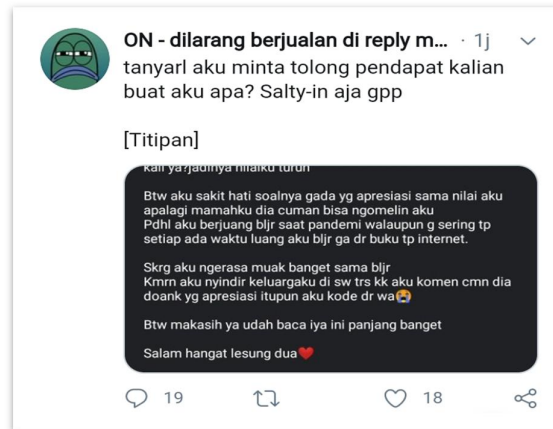 ON - dilarang berjualan di reply m... · 1j
tanyarl aku minta tolong pendapat kalian
buat aku apa? Salty-in aja gpp
[Titipan]
kali ya?jadinya nilaiku turun
Btw aku sakit hati soalnya gada yg apresiasi sama nilai aku
apalagi mamahku dia cuman bisa ngomelin aku
Pdhl aku berjuang bljr saat pandemi walaupun g sering tp
setiap ada waktu luang aku bljr ga dr buku tp internet.
Skrg aku ngerasa muak banget sama bljr
Kmrn aku nyindir keluargaku di sw trs kk aku komen cmn dia
doank yg apresiasi itupun aku kode dr wa😭
Btw makasih ya udah baca iya ini panjang banget
Salam hangat lesung dua❤️
19
18